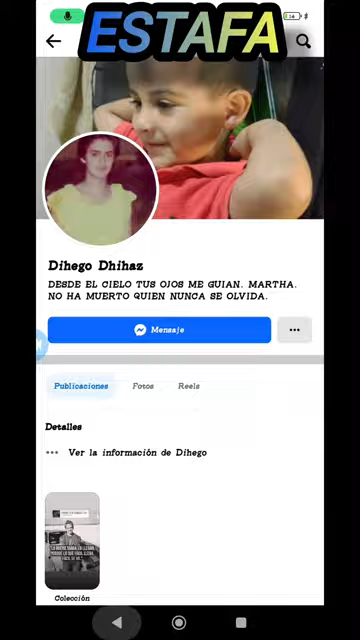 ESTAFA
Dihego Dhihaz
DESDE EL CIELO TUS OJOS ME GUIAN. MARTHA.
NO HA MUERTO QUIEN NUNCA SE OLVIDA.
Mensaje
Publicaciones Fotos Reels
Detalles
Ver la información de Dihego
Colección